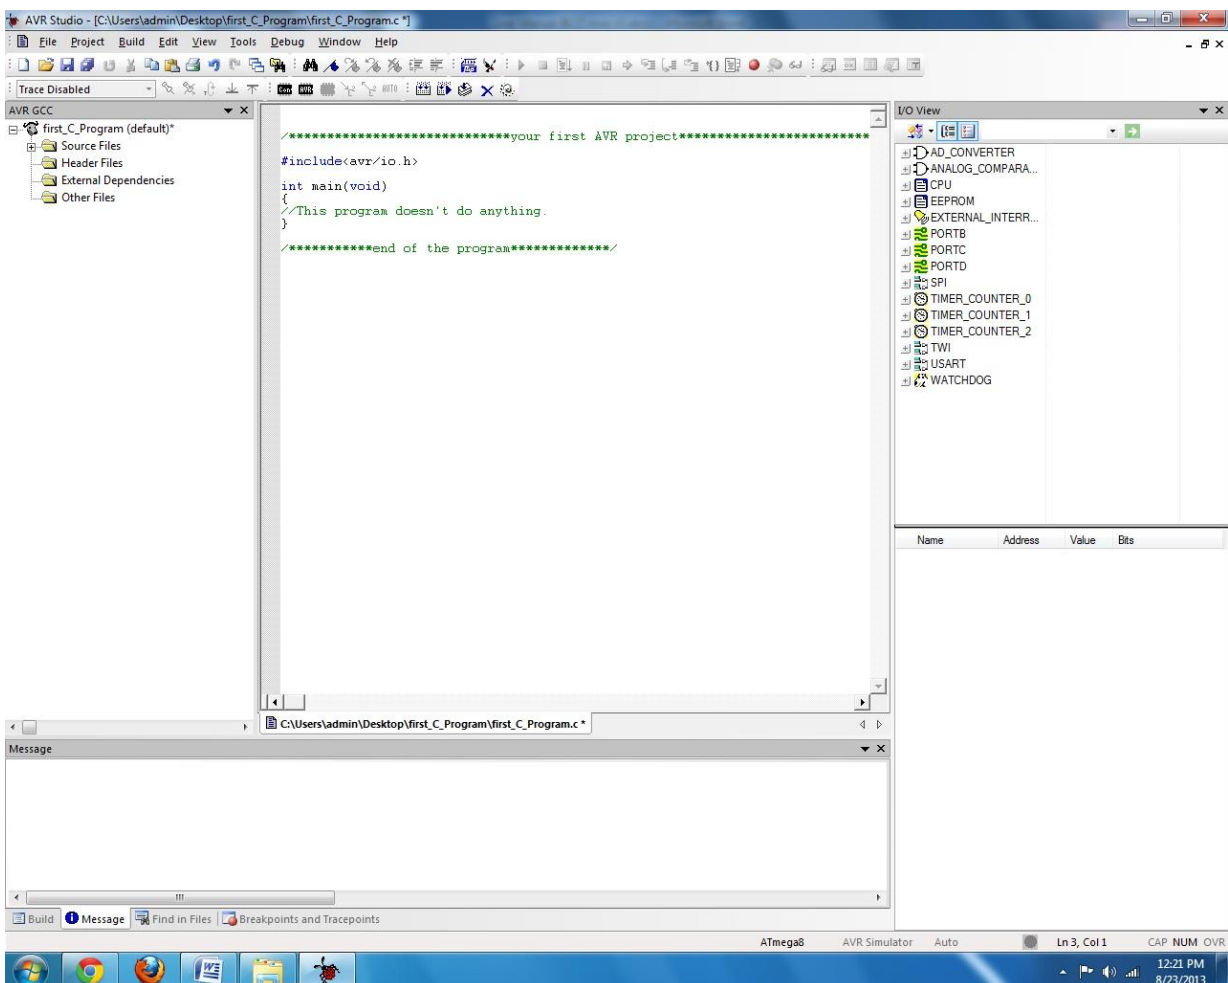 AVR Studio - [C:\Users\admin\Desktop\first_C_Program\first_C_Program.c *]
File Project Build Edit View Tools Debug Window Help
Trace Disabled
AVR GCC
first_C_Program (default)*
Source Files
Header Files
External Dependencies
Other Files
/*****************************your first AVR project*************************
#include<avr/io.h>
int main(void)
{
//This program doesn't do anything.
}
/***********end of the program*************/
C:\Users\admin\Desktop\first_C_Program\first_C_Program.c *
I/O View
AD_CONVERTER
ANALOG_COMPARA...
CPU
EEPROM
EXTERNAL_INTERR...
PORTB
PORTC
PORTD
SPI
TIMER_COUNTER_0
TIMER_COUNTER_1
TIMER_COUNTER_2
TWI
USART
WATCHDOG
Name Address Value Bits
Message
Build Message Find in Files Breakpoints and Tracepoints
ATmega8 AVR Simulator Auto Ln 3, Col 1 CAP NUM OVR
12:21 PM
8/23/2013